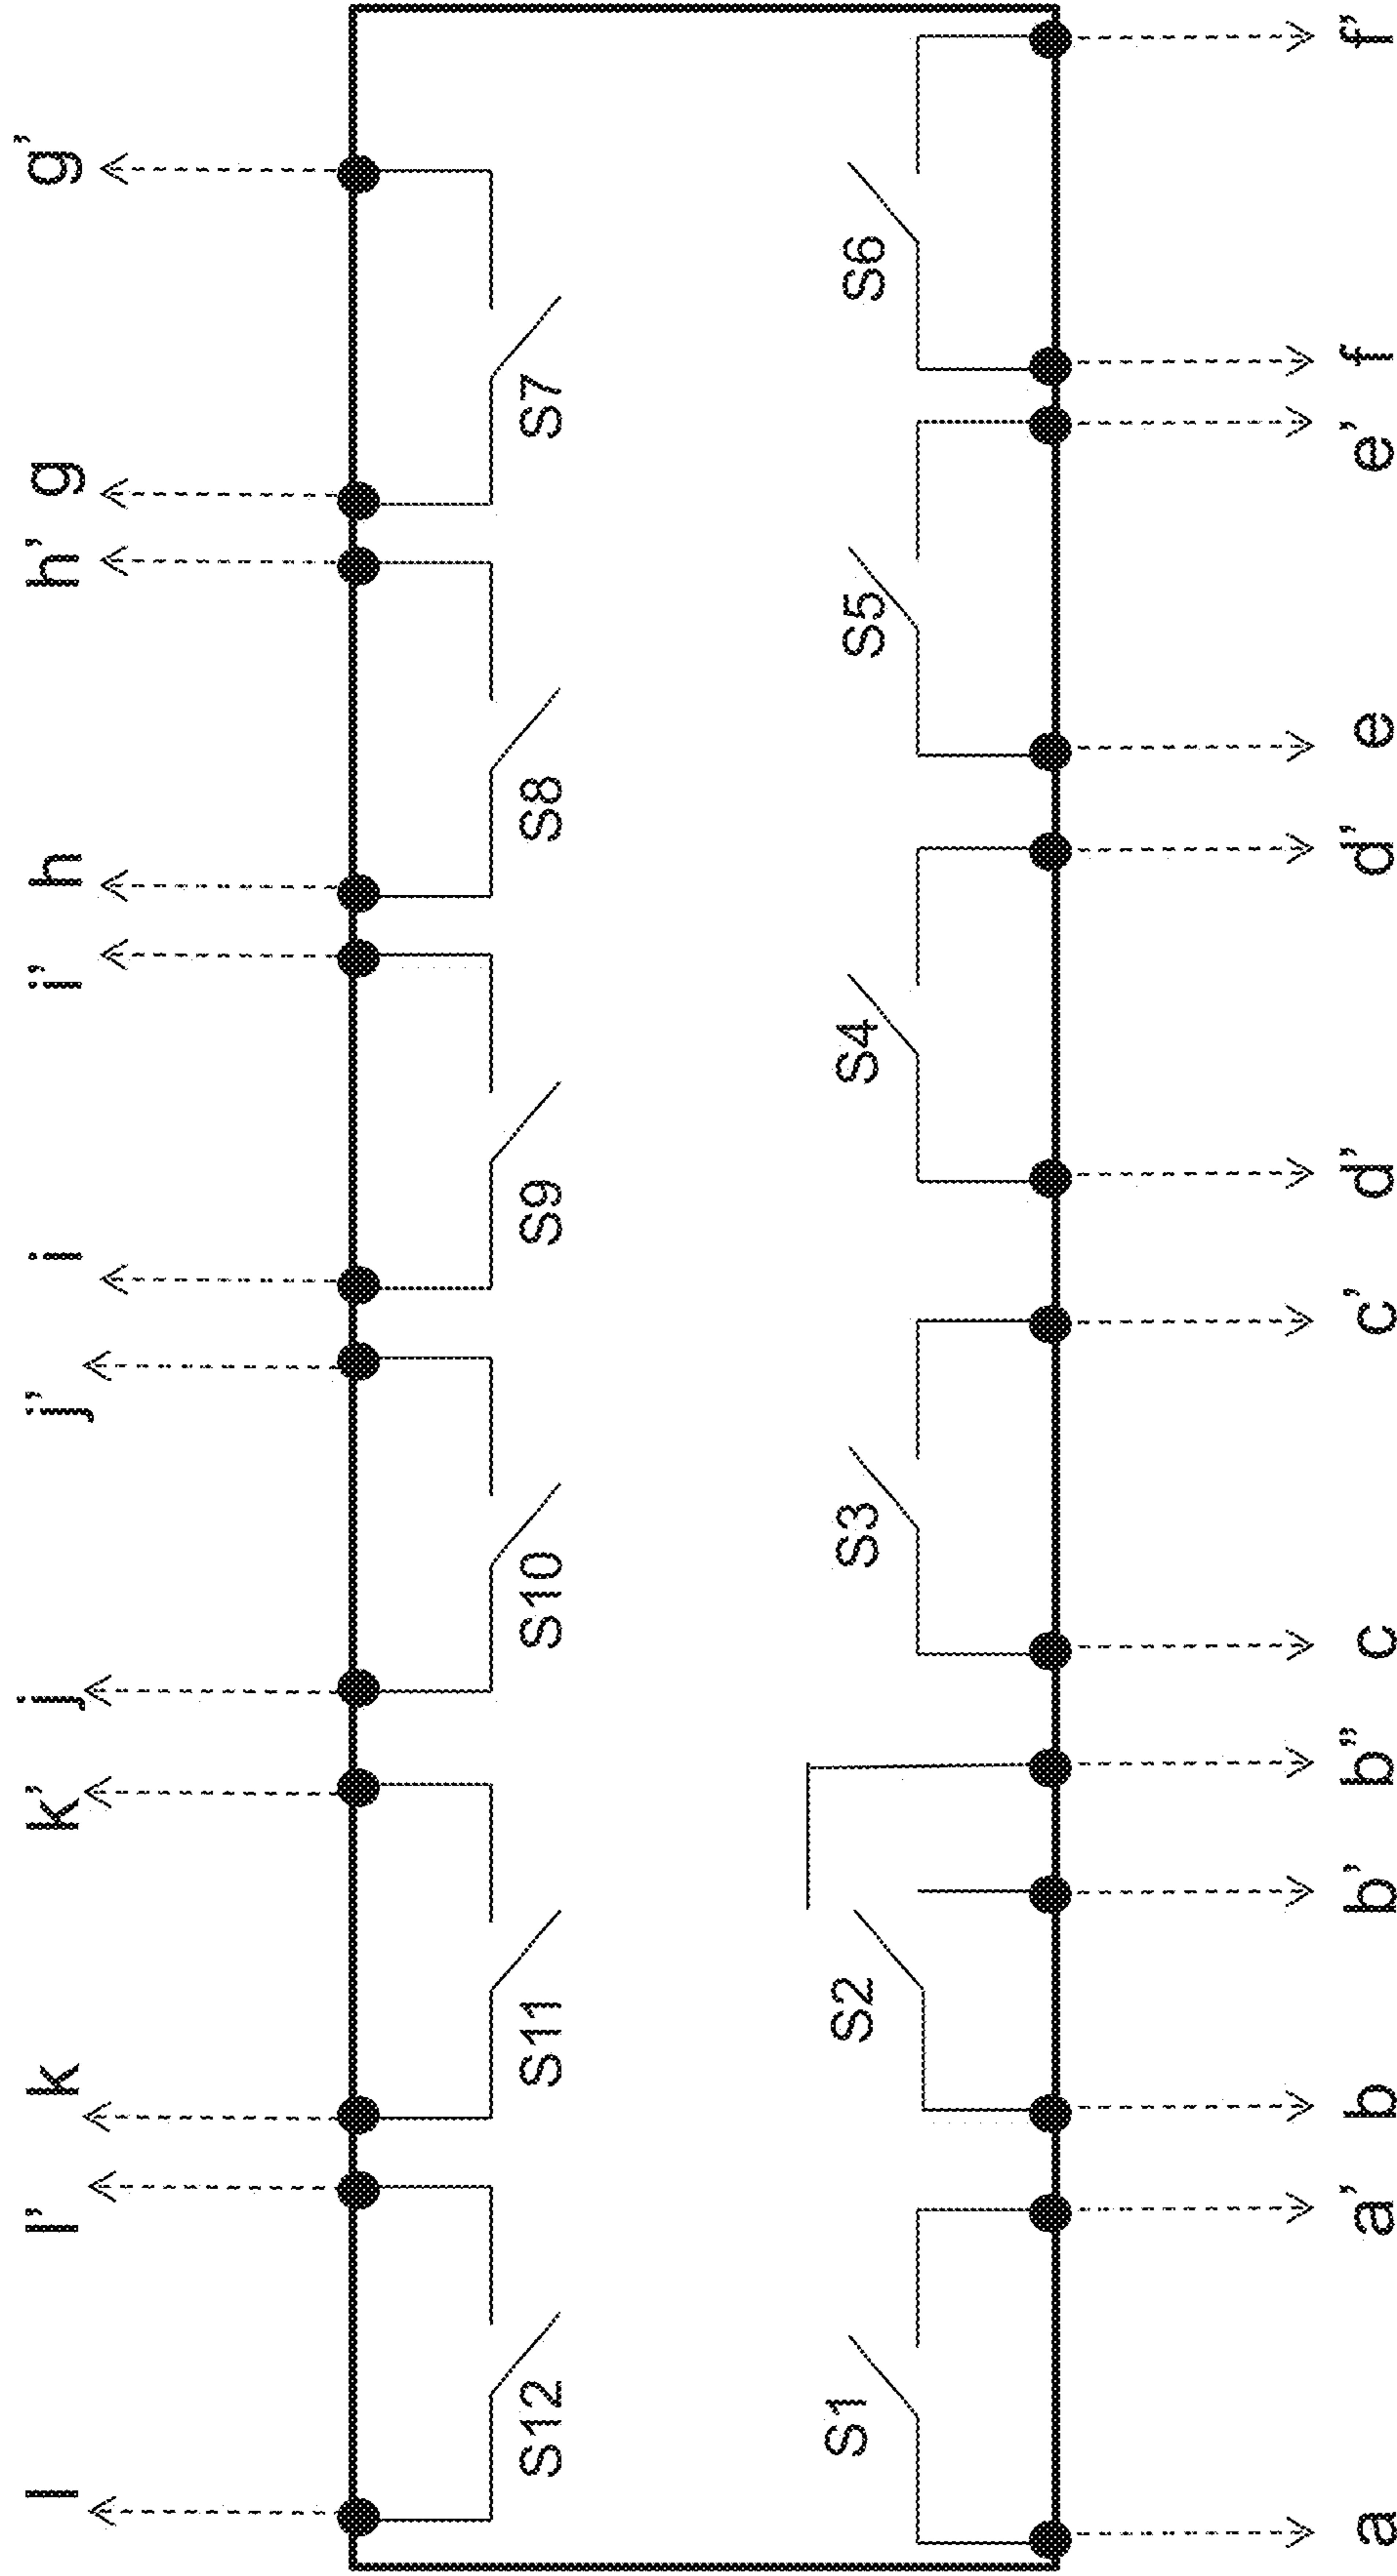 l l' k k' j j' i i' h h' g g'
S12 S11 S10 S9 S8 S7
S1 S2 S3 S4 S5 S6
a a' b b' b" c c' d' d' e e' f f'